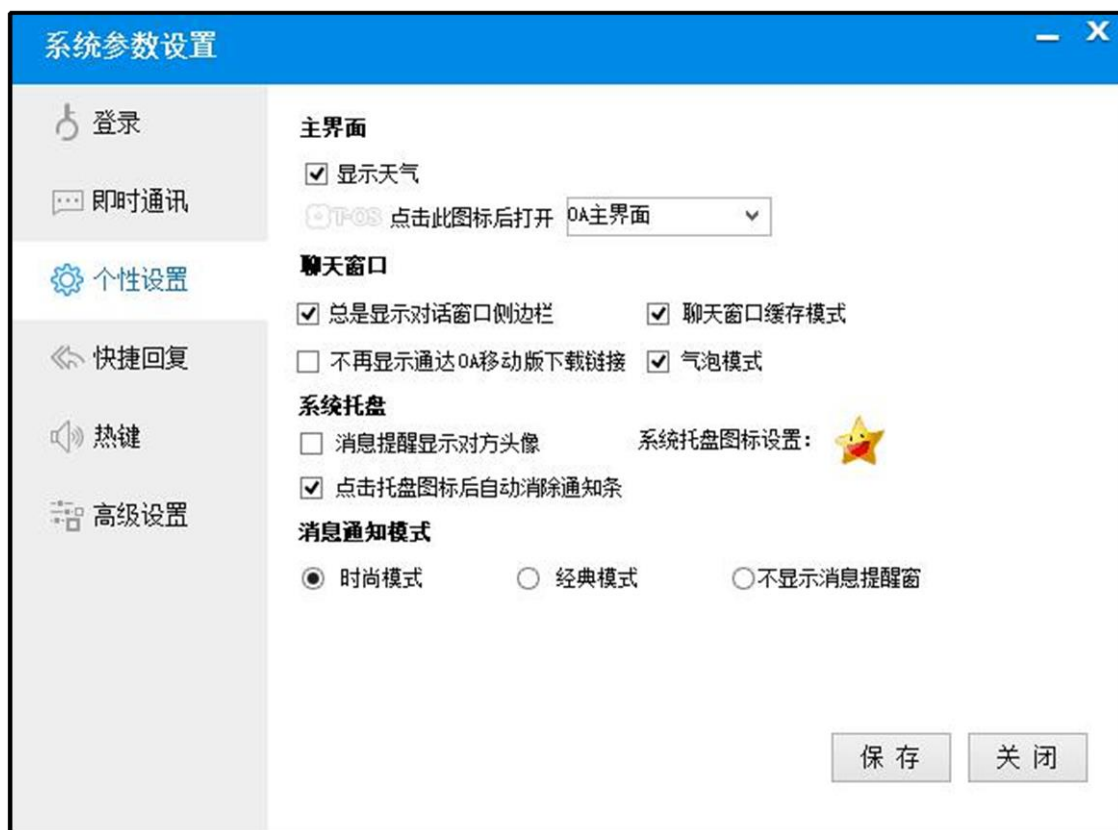 系统参数设置
登录
即时通讯
个性设置
快捷回复
热键
高级设置
主界面
显示天气
T-OS 点击此图标后打开 OA主界面
聊天窗口
总是显示对话窗口侧边栏 聊天窗口缓存模式
不再显示通达OA移动版下载链接 气泡模式
系统托盘
消息提醒显示对方头像 系统托盘图标设置：
点击托盘图标后自动消除通知条
消息通知模式
时尚模式 经典模式 不显示消息提醒窗
保 存 关 闭